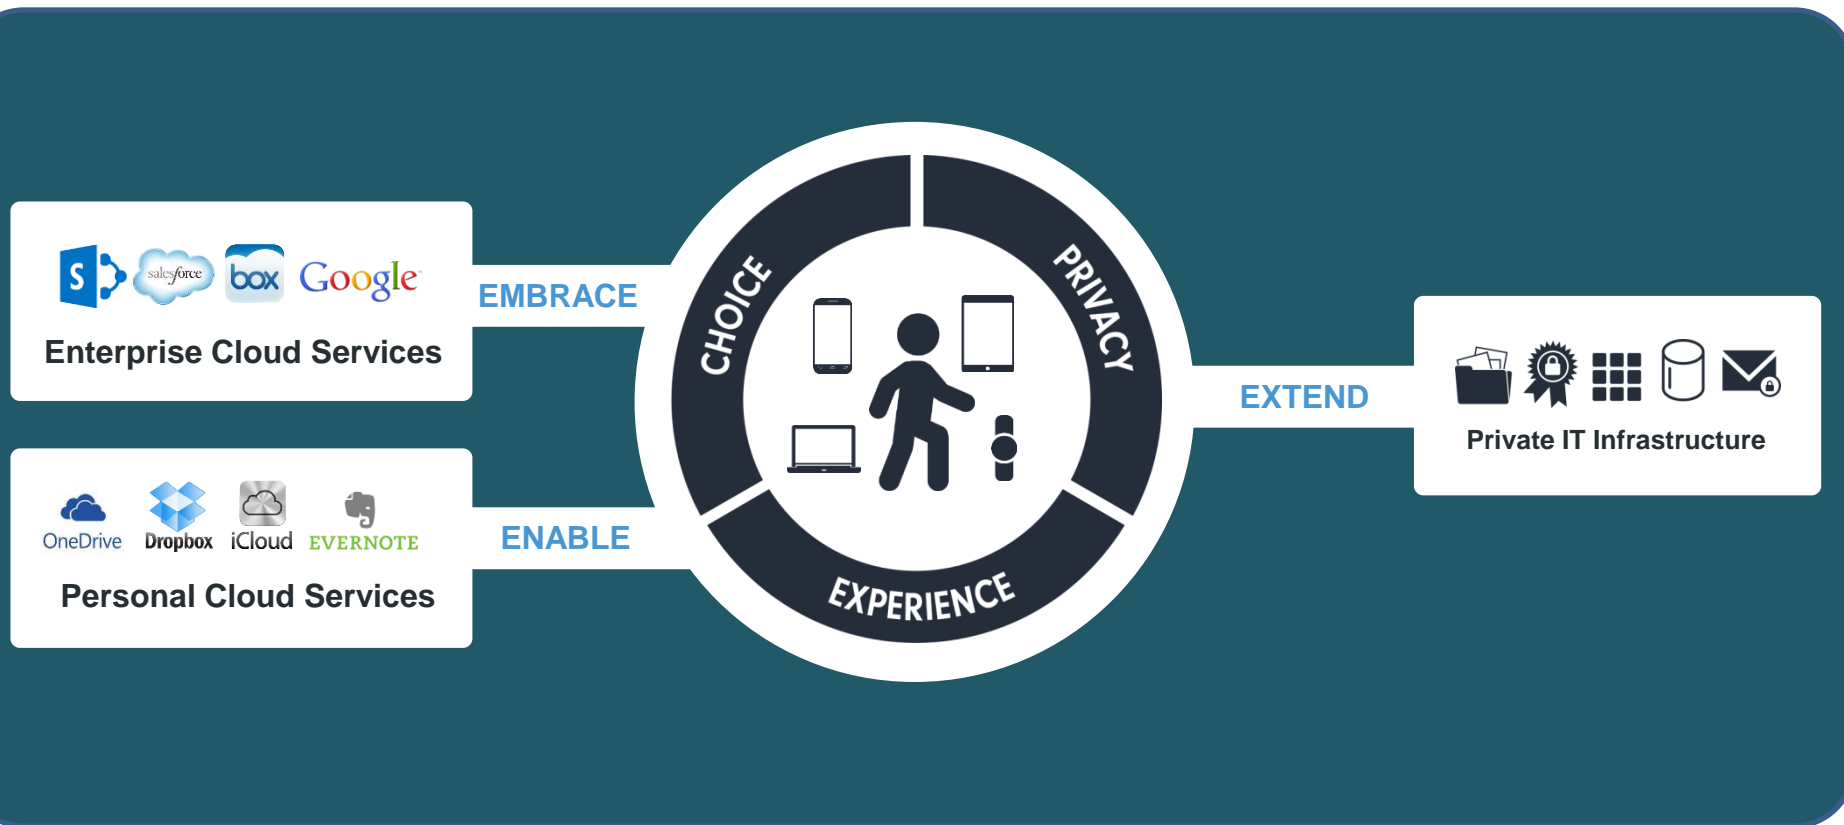 S
salesforce
box
Google
Enterprise Cloud Services
EMBRACE
OneDrive
Dropbox
iCloud
EVERNOTE
Personal Cloud Services
ENABLE
CHOICE
PRIVACY
EXPERIENCE
EXTEND
Private IT Infrastructure